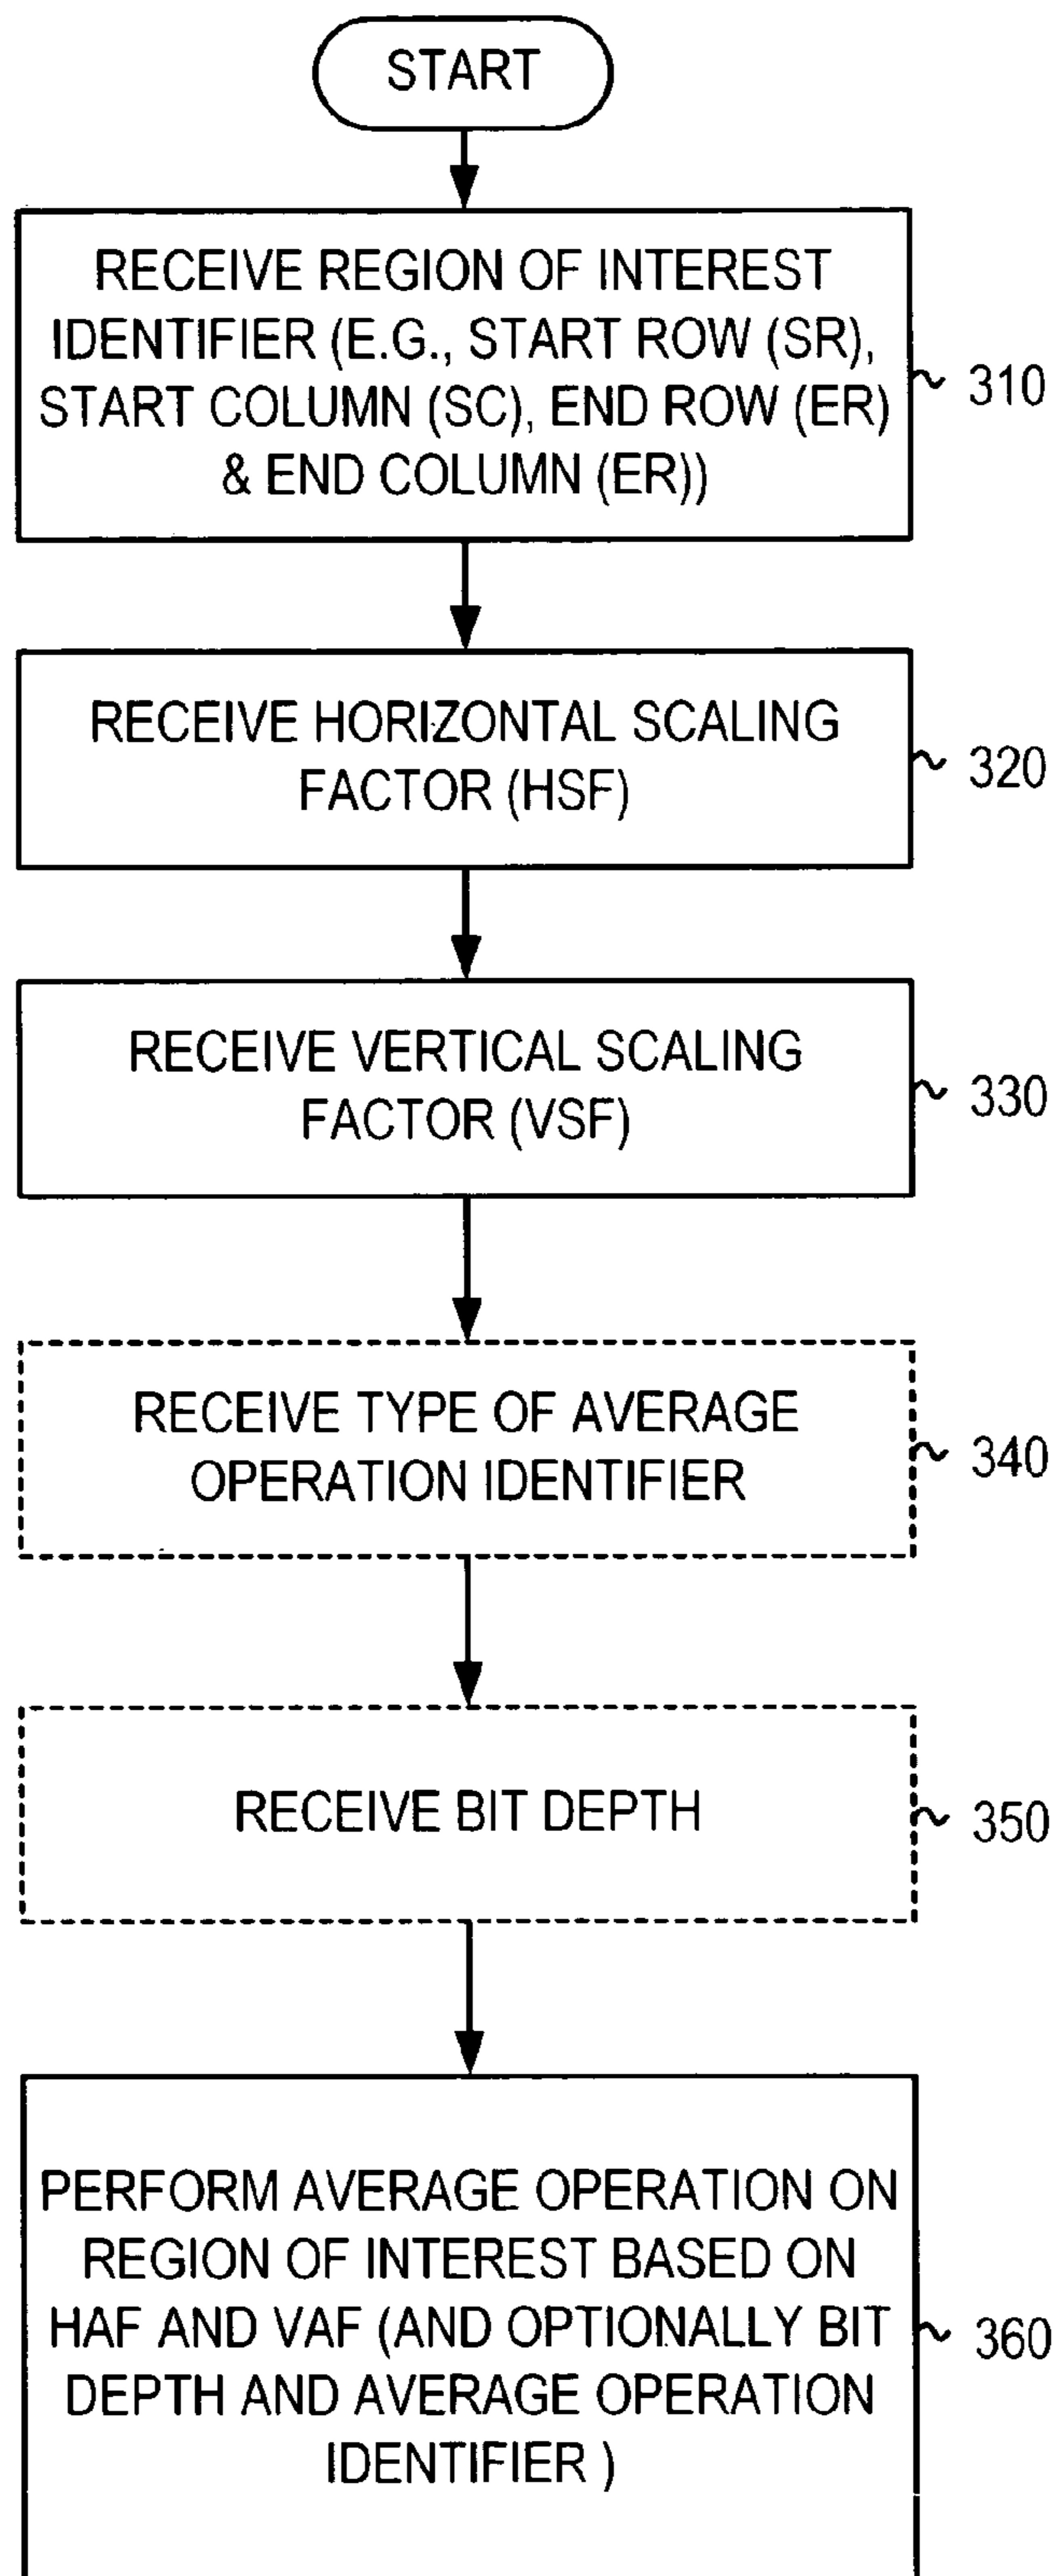 START
RECEIVE REGION OF INTEREST
IDENTIFIER (E.G., START ROW (SR),
START COLUMN (SC), END ROW (ER)
& END COLUMN (ER))
310
RECEIVE HORIZONTAL SCALING
FACTOR (HSF)
320
RECEIVE VERTICAL SCALING
FACTOR (VSF)
330
RECEIVE TYPE OF AVERAGE
OPERATION IDENTIFIER
340
RECEIVE BIT DEPTH
350
PERFORM AVERAGE OPERATION ON
REGION OF INTEREST BASED ON
HAF AND VAF (AND OPTIONALLY BIT
DEPTH AND AVERAGE OPERATION
IDENTIFIER )
360